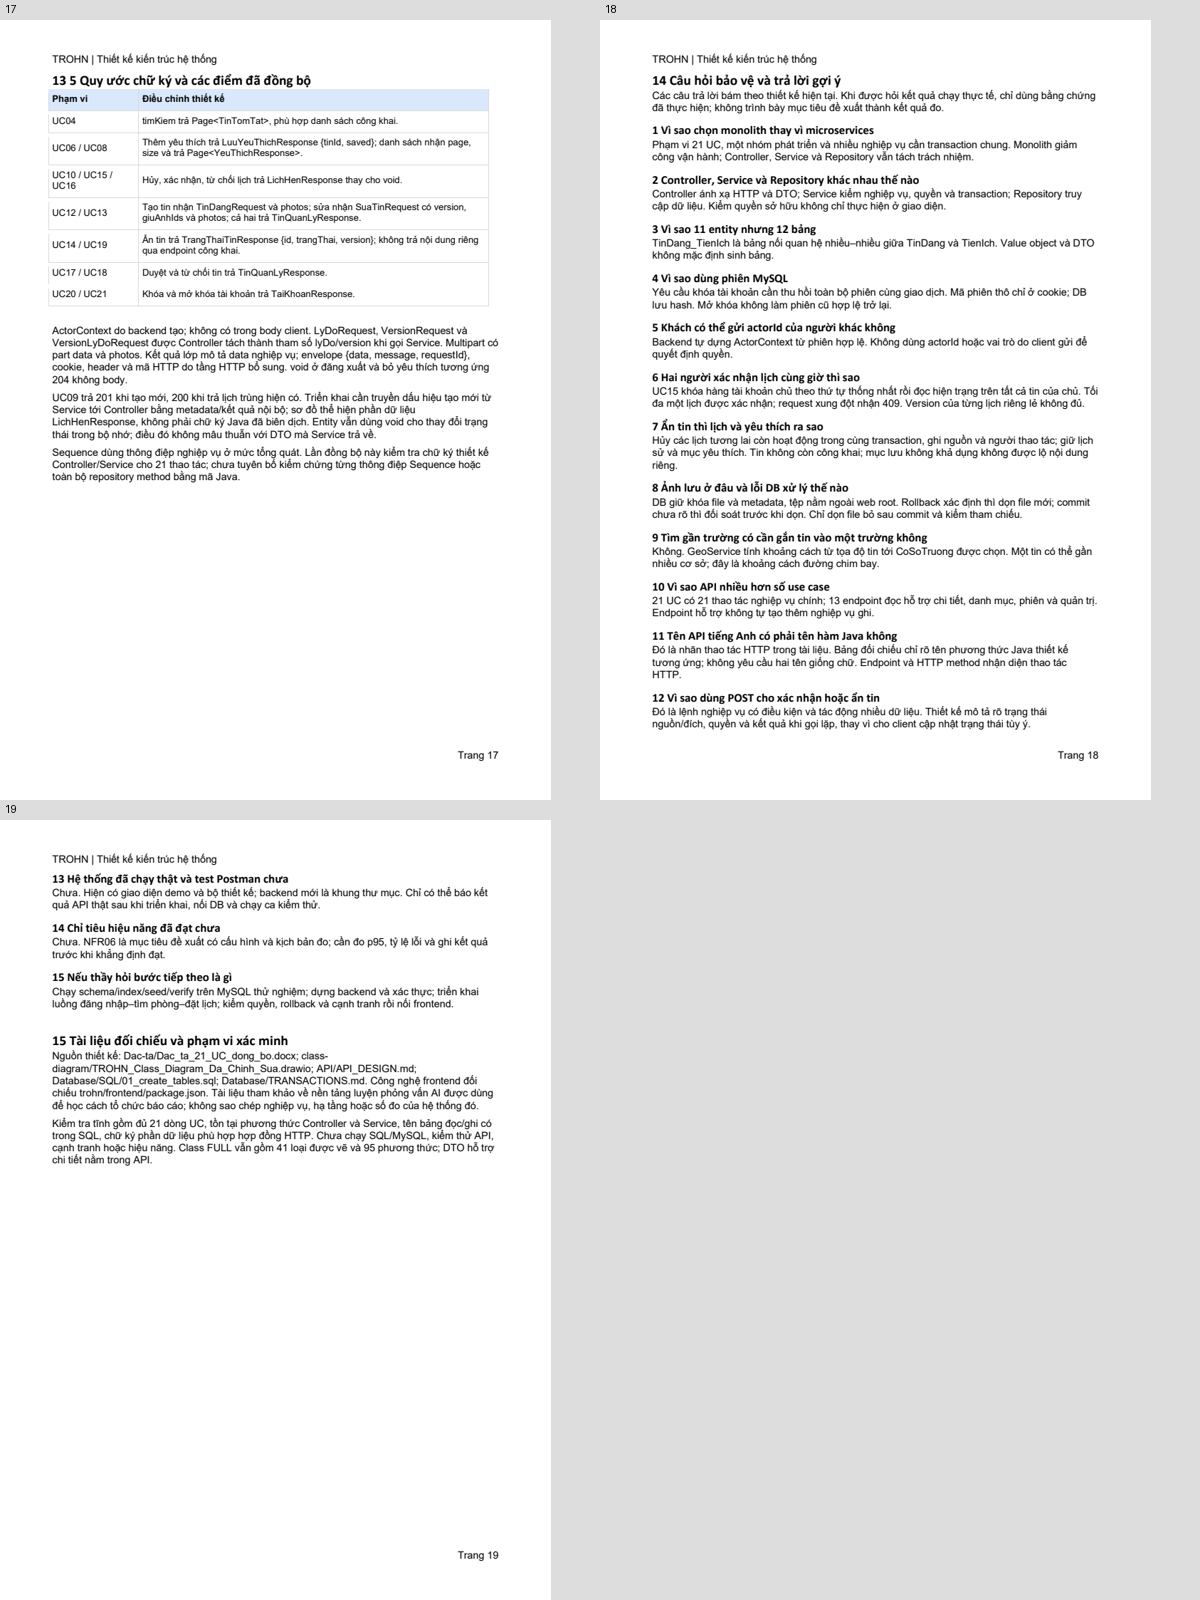 17
TROHN | Thiết kế kiến trúc hệ thống
13 5 Quy ước chữ ký và các điểm đã đồng bộ
Phạm vi Điều chỉnh thiết kế
UC04 timKiem trả Page<TinTomTat>, phù hợp danh sách công khai.
UC06 / UC08 Thêm yêu thích trả LuuYeuThichResponse {tinId, saved}; danh sách nhận page,
size và trả Page<YeuThichResponse>.
UC10 / UC15 / UC16 Hủy, xác nhận, từ chối lịch trả LichHenResponse thay cho void.
UC12 / UC13 Tạo tin nhận TinDangRequest và photos; sửa nhận SuaTinRequest có version,
giuAnhIds và photos; cả hai trả TinQuanLyResponse.
UC14 / UC19 Ẩn tin trả TrangThaiTinResponse {id, trangThai, version}; không trả nội dung riêng
qua endpoint công khai.
UC17 / UC18 Duyệt và từ chối tin trả TinQuanLyResponse.
UC20 / UC21 Khóa và mở khóa tài khoản trả TaiKhoanResponse.
ActorContext do backend tạo; không có trong body client. LyDoRequest, VersionRequest và
VersionLyDoRequest được Controller tách thành tham số lyDo/version khi gọi Service. Multipart có
part data và photos. Kết quả lớp mô tả data nghiệp vụ; envelope {data, message, requestId},
cookie, header và mã HTTP do tầng HTTP bổ sung. void ở đăng xuất và bỏ yêu thích tương ứng
204 không body.
UC09 trả 201 khi tạo mới, 200 khi trả lịch trùng hiện có. Triển khai cần truyền dấu hiệu tạo mới từ
Service tới Controller bằng metadata/kết quả nội bộ; sơ đồ thể hiện phần dữ liệu
LichHenResponse, không phải chữ ký Java đã biên dịch. Entity vẫn dùng void cho thay đổi trạng
thái trong bộ nhớ; điều đó không mâu thuẫn với DTO mà Service trả về.
Sequence dùng thông điệp nghiệp vụ ở mức tổng quát. Lần đồng bộ này kiểm tra chữ ký thiết kế
Controller/Service cho 21 thao tác; chưa tuyên bố kiểm chứng từng thông điệp Sequence hoặc
toàn bộ repository method bằng mã Java.
Trang 17
18
TROHN | Thiết kế kiến trúc hệ thống
14 Câu hỏi bảo vệ và trả lời gợi ý
Các câu trả lời bám theo thiết kế hiện tại. Khi được hỏi kết quả chạy thực tế, chỉ dùng bằng chứng
đã thực hiện; không trình bày mục tiêu đề xuất thành kết quả đo.
1 Vì sao chọn monolith thay vì microservices
Phạm vi 21 UC, một nhóm phát triển và nhiều nghiệp vụ cần transaction chung. Monolith giảm
công vận hành; Controller, Service và Repository vẫn tách trách nhiệm.
2 Controller, Service và Repository khác nhau thế nào
Controller ánh xạ HTTP và DTO; Service kiểm nghiệp vụ, quyền và transaction; Repository truy
cập dữ liệu. Kiểm quyền sở hữu không chỉ thực hiện ở giao diện.
3 Vì sao 11 entity nhưng 12 bảng
TinDang_TienIch là bảng nối quan hệ nhiều–nhiều giữa TinDang và TienIch. Value object và DTO
không mặc định sinh bảng.
4 Vì sao dùng phiên MySQL
Yêu cầu khóa tài khoản cần thu hồi toàn bộ phiên cùng giao dịch. Mã phiên thô chỉ ở cookie; DB
lưu hash. Mở khóa không làm phiên cũ hợp lệ trở lại.
5 Khách có thể gửi actorId của người khác không
Backend tự dựng ActorContext từ phiên hợp lệ. Không dùng actorId hoặc vai trò do client gửi để
quyết định quyền.
6 Hai người xác nhận lịch cùng giờ thì sao
UC15 khóa hàng tài khoản chủ theo thứ tự thống nhất rồi đọc hiện trạng trên tất cả tin của chủ. Tối
đa một lịch được xác nhận; request xung đột nhận 409. Version của từng lịch riêng lẻ không đủ.
7 Ẩn tin thì lịch và yêu thích ra sao
Hủy các lịch tương lai còn hoạt động trong cùng transaction, ghi nguồn và người thao tác; giữ lịch
sử và mục yêu thích. Tin không còn công khai; mục lưu không khả dụng không được lộ nội dung
riêng.
8 Ảnh lưu ở đâu và lỗi DB xử lý thế nào
DB giữ khóa file và metadata, tệp nằm ngoài web root. Rollback xác định thì dọn file mới; commit
chưa rõ thì đối soát trước khi dọn. Chỉ dọn file bỏ sau commit và kiểm tham chiếu.
9 Tìm gần trường có cần gắn tin vào một trường không
Không. GeoService tính khoảng cách từ tọa độ tin tới CoSoTruong được chọn. Một tin có thể gần
nhiều cơ sở; đây là khoảng cách đường chim bay.
10 Vì sao API nhiều hơn số use case
21 UC có 21 thao tác nghiệp vụ chính; 13 endpoint đọc hỗ trợ chi tiết, danh mục, phiên và quản trị.
Endpoint hỗ trợ không tự tạo thêm nghiệp vụ ghi.
11 Tên API tiếng Anh có phải tên hàm Java không
Đó là nhãn thao tác HTTP trong tài liệu. Bảng đối chiếu chỉ rõ tên phương thức Java thiết kế
tương ứng; không yêu cầu hai tên giống chữ. Endpoint và HTTP method nhận diện thao tác
HTTP.
12 Vì sao dùng POST cho xác nhận hoặc ẩn tin
Đó là lệnh nghiệp vụ có điều kiện và tác động nhiều dữ liệu. Thiết kế mô tả rõ trạng thái
nguồn/đích, quyền và kết quả khi gọi lặp, thay vì cho client cập nhật trạng thái tùy ý.
Trang 18
19
TROHN | Thiết kế kiến trúc hệ thống
13 Hệ thống đã chạy thật và test Postman chưa
Chưa. Hiện có giao diện demo và bộ thiết kế; backend mới là khung thư mục. Chỉ có thể báo kết
quả API thật sau khi triển khai, nối DB và chạy ca kiểm thử.
14 Chỉ tiêu hiệu năng đã đạt chưa
Chưa. NFR06 là mục tiêu đề xuất có cấu hình và kịch bản đo; cần đo p95, tỷ lệ lỗi và ghi kết quả
trước khi khẳng định đạt.
15 Nếu thầy hỏi bước tiếp theo là gì
Chạy schema/index/seed/verify trên MySQL thử nghiệm; dựng backend và xác thực; triển khai
luồng đăng nhập–tìm phòng–đặt lịch; kiểm quyền, rollback và cạnh tranh rồi nối frontend.
15 Tài liệu đối chiếu và phạm vi xác minh
Nguồn thiết kế: Dac-ta/Dac_ta_21_UC_dong_bo.docx; class-
diagram/TROHN_Class_Diagram_Da_Chinh_Sua.drawio; API/API_DESIGN.md;
Database/SQL/01_create_tables.sql; Database/TRANSACTIONS.md. Công nghệ frontend đối
chiếu trohn/frontend/package.json. Tài liệu tham khảo về nền tảng luyện phỏng vấn AI được dùng
để học cách tổ chức báo cáo; không sao chép nghiệp vụ, hạ tầng hoặc số đo của hệ thống đó.
Kiểm tra tĩnh gồm đủ 21 dòng UC, tồn tại phương thức Controller và Service, tên bảng đọc/ghi có
trong SQL, chữ ký phần dữ liệu phù hợp hợp đồng HTTP. Chưa chạy SQL/MySQL, kiểm thử API,
cạnh tranh hoặc hiệu năng. Class FULL vẫn gồm 41 loại được vẽ và 95 phương thức; DTO hỗ trợ
chi tiết nằm trong API.
Trang 19